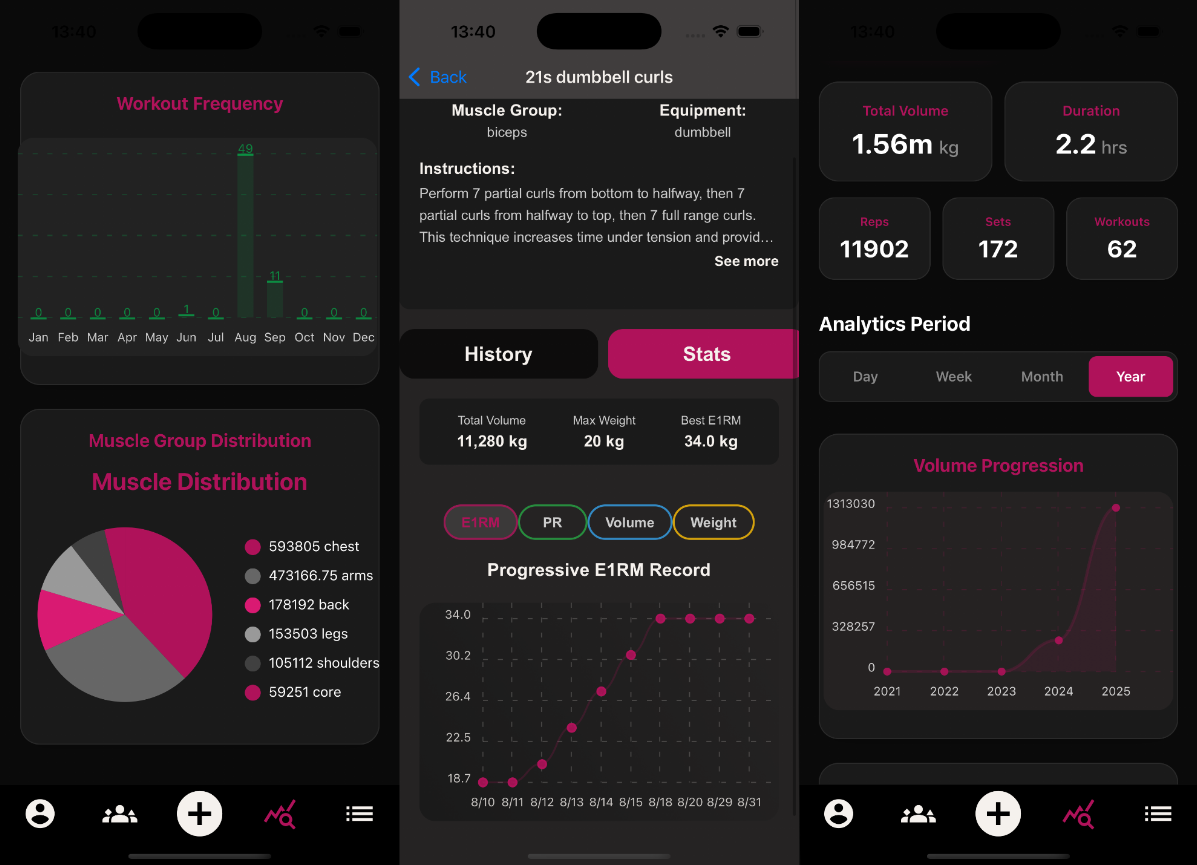 13:40
Workout Frequency
49
11
1
0 0 0 0 0 0 0 0 0
Jan Feb Mar Apr May Jun Jul Aug Sep Oct Nov Dec
Muscle Group Distribution
Muscle Distribution
593805 chest
473166.75 arms
178192 back
153503 legs
105112 shoulders
59251 core
13:40
Back
21s dumbbell curls
Muscle Group:
biceps
Equipment:
dumbbell
Instructions:
Perform 7 partial curls from bottom to halfway, then 7
partial curls from halfway to top, then 7 full range curls.
This technique increases time under tension and provid...
See more
History
Stats
Total Volume
11,280 kg
Max Weight
20 kg
Best E1RM
34.0 kg
E1RM
PR
Volume
Weight
Progressive E1RM Record
34.0
30.2
26.4
22.5
18.7
8/10 8/11 8/12 8/13 8/14 8/15 8/18 8/20 8/29 8/31
13:40
Total Volume
1.56m kg
Duration
2.2 hrs
Reps
11902
Sets
172
Workouts
62
Analytics Period
Day
Week
Month
Year
Volume Progression
1313030
984772
656515
328257
0
2021 2022 2023 2024 2025